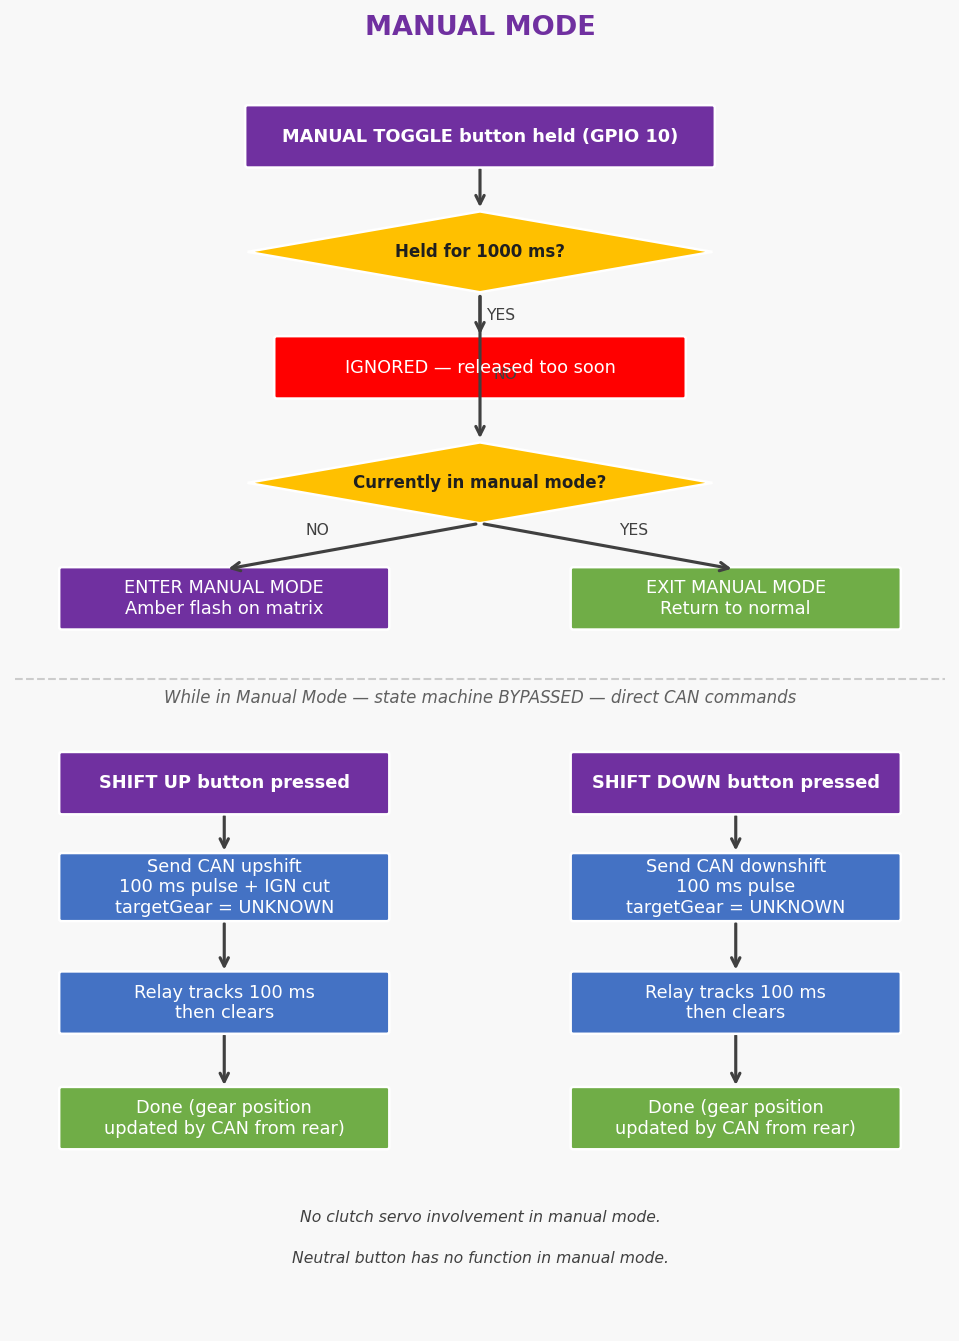 MANUAL MODE
MANUAL TOGGLE button held (GPIO 10)
Held for 1000 ms?
YES
IGNORED — released too soon
NO
Currently in manual mode?
NO
YES
ENTER MANUAL MODE
Amber flash on matrix
EXIT MANUAL MODE
Return to normal
While in Manual Mode — state machine BYPASSED — direct CAN commands
SHIFT UP button pressed
Send CAN upshift
100 ms pulse + IGN cut
targetGear = UNKNOWN
Relay tracks 100 ms
then clears
Done (gear position
updated by CAN from rear)
SHIFT DOWN button pressed
Send CAN downshift
100 ms pulse
targetGear = UNKNOWN
Relay tracks 100 ms
then clears
Done (gear position
updated by CAN from rear)
No clutch servo involvement in manual mode.
Neutral button has no function in manual mode.